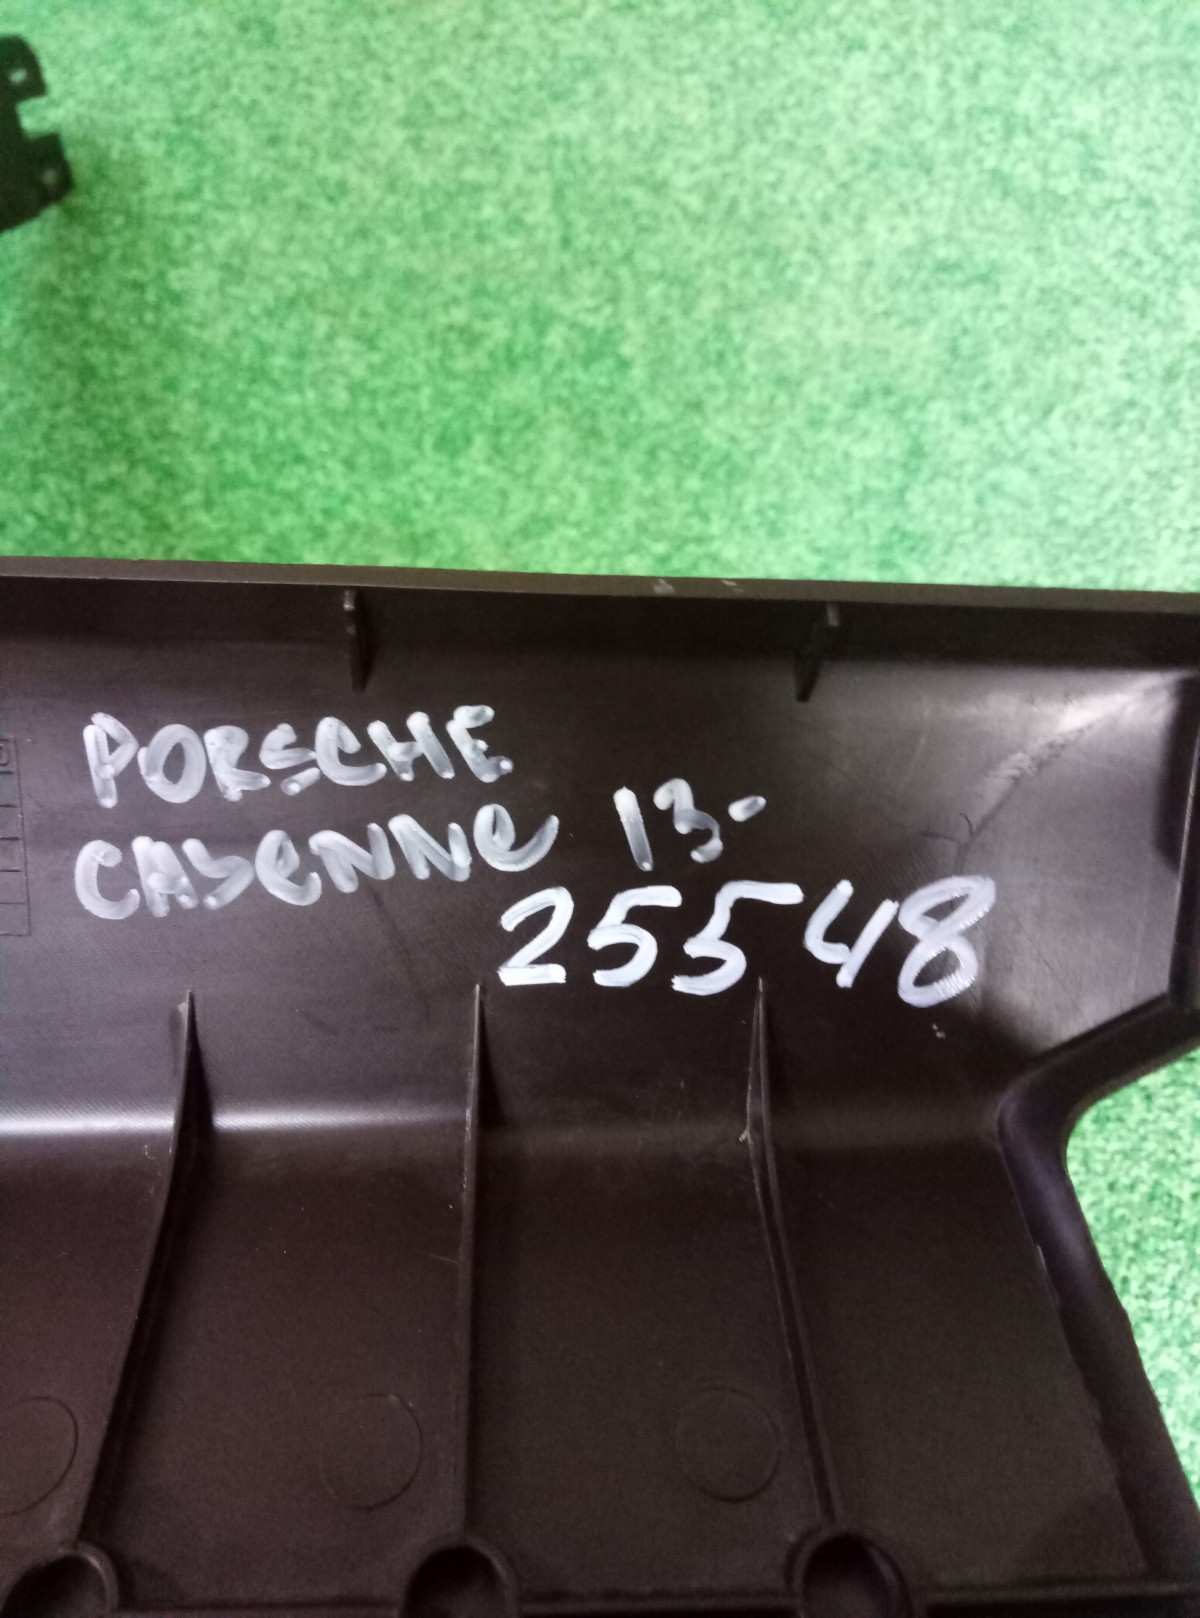 PORSCHE
CAYENNE 13-
25548